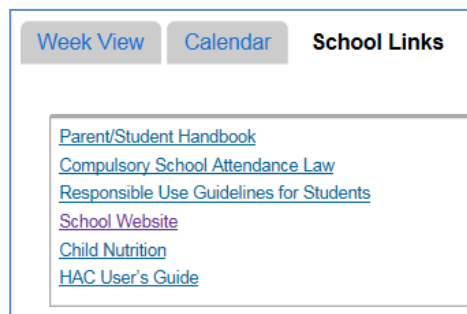 Week View Calendar School Links
Parent/Student Handbook
Compulsory School Attendance Law
Responsible Use Guidelines for Students
School Website
Child Nutrition
HAC User's Guide